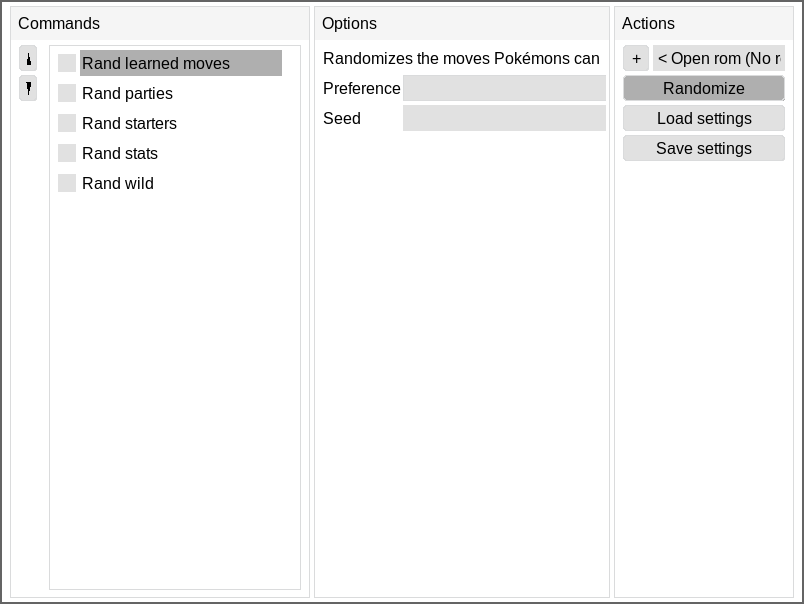 Commands
Rand learned moves
Rand parties
Rand starters
Rand stats
Rand wild
Options
Randomizes the moves Pokémons can
Preference
Seed
Actions
+
< Open rom (No r
Randomize
Load settings
Save settings